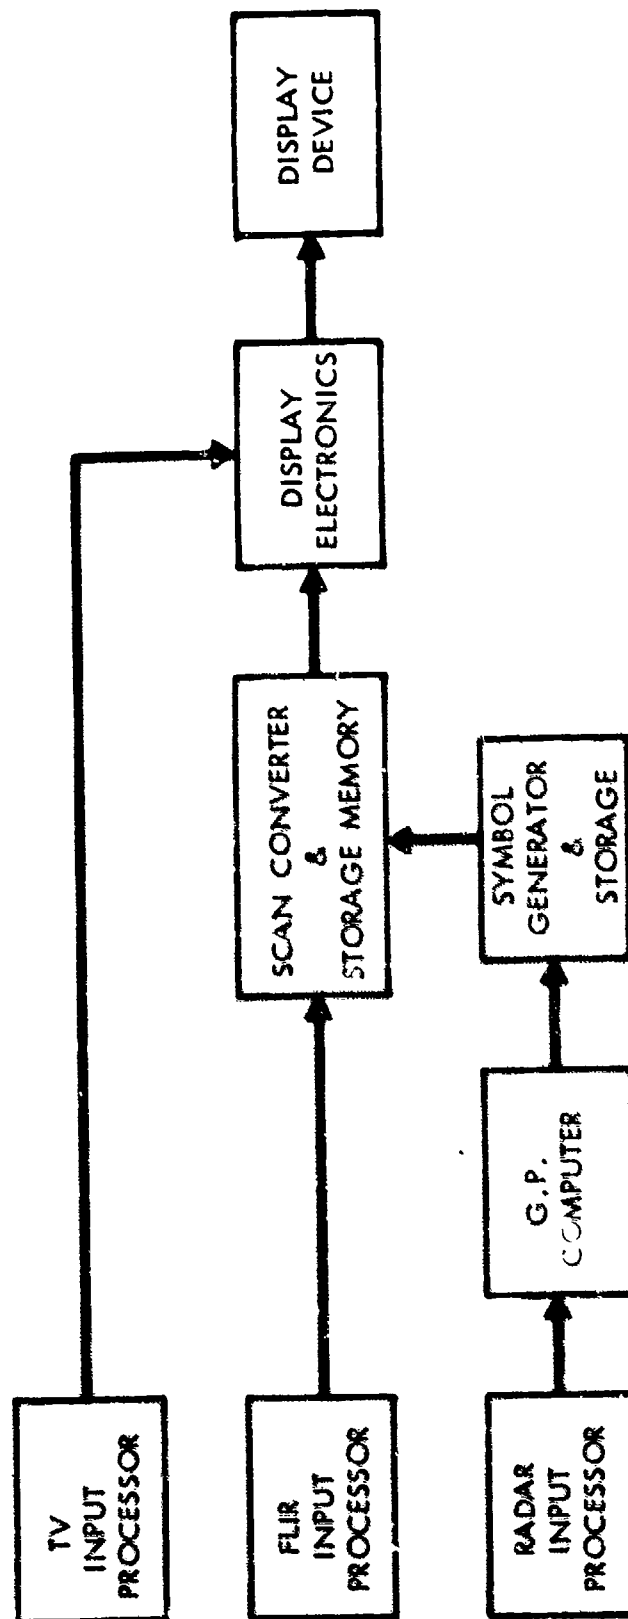 TV
INPUT
PROCESSOR
FLIR
INPUT
PROCESSOR
RADAR
INPUT
PROCESSOR
G.P.
COMPUTER
SYMBOL
GENERATOR
&
STORAGE
SCAN CONVERTER
&
STORAGE MEMORY
DISPLAY
ELECTRONICS
DISPLAY
DEVICE